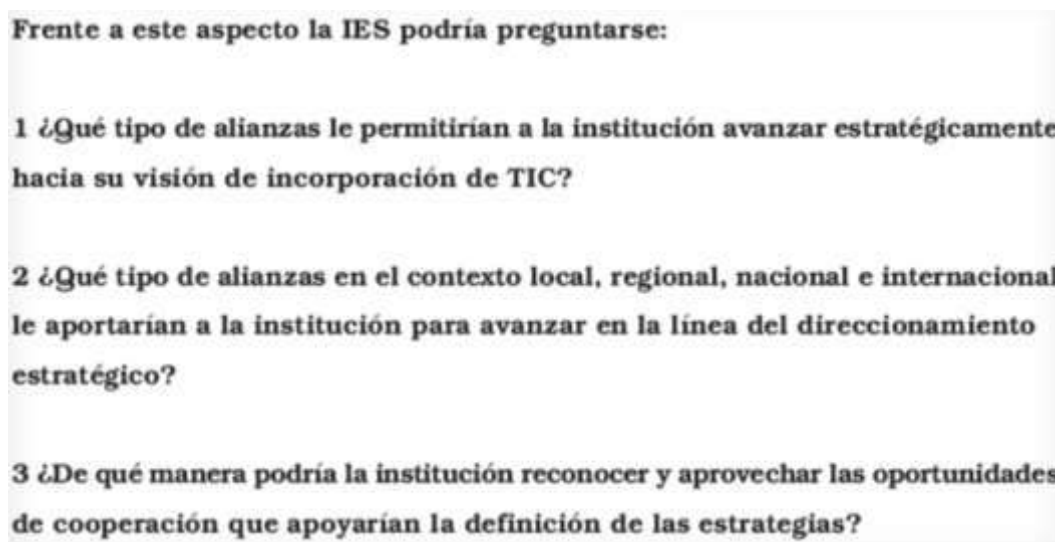 Frente a este aspecto la IES podría preguntarse:
1 ¿Qué tipo de alianzas le permitirían a la institución avanzar estratégicamente
hacia su visión de incorporación de TIC?
2 ¿Qué tipo de alianzas en el contexto local, regional, nacional e internacional
le aportarían a la institución para avanzar en la línea del direccionamiento
estratégico?
3 ¿De qué manera podría la institución reconocer y aprovechar las oportunidades
de cooperación que apoyarían la definición de las estrategias?